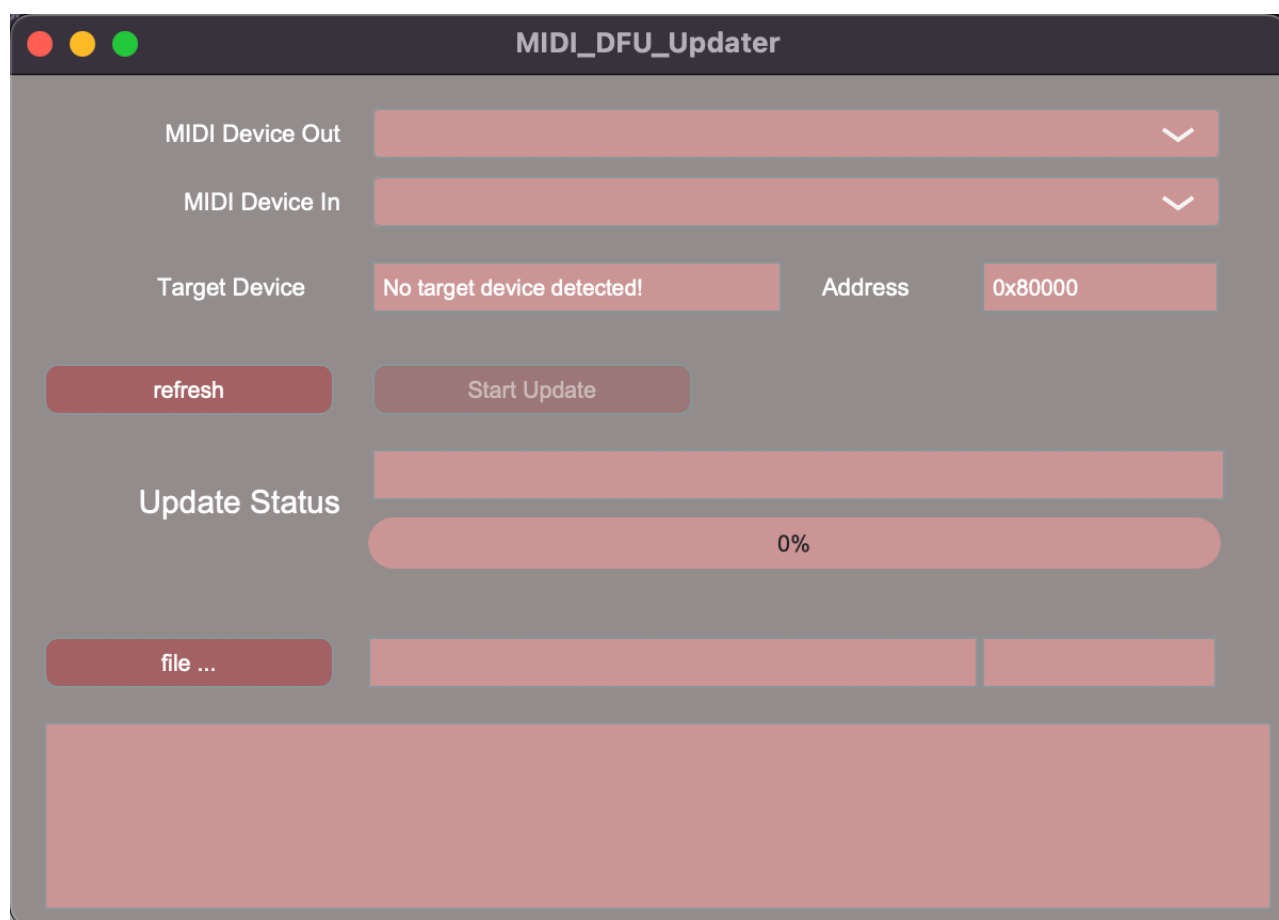 MIDI_DFU_Updater
MIDI Device Out
MIDI Device In
Target Device No target device detected! Address 0x80000
refresh Start Update
Update Status
0%
file ...